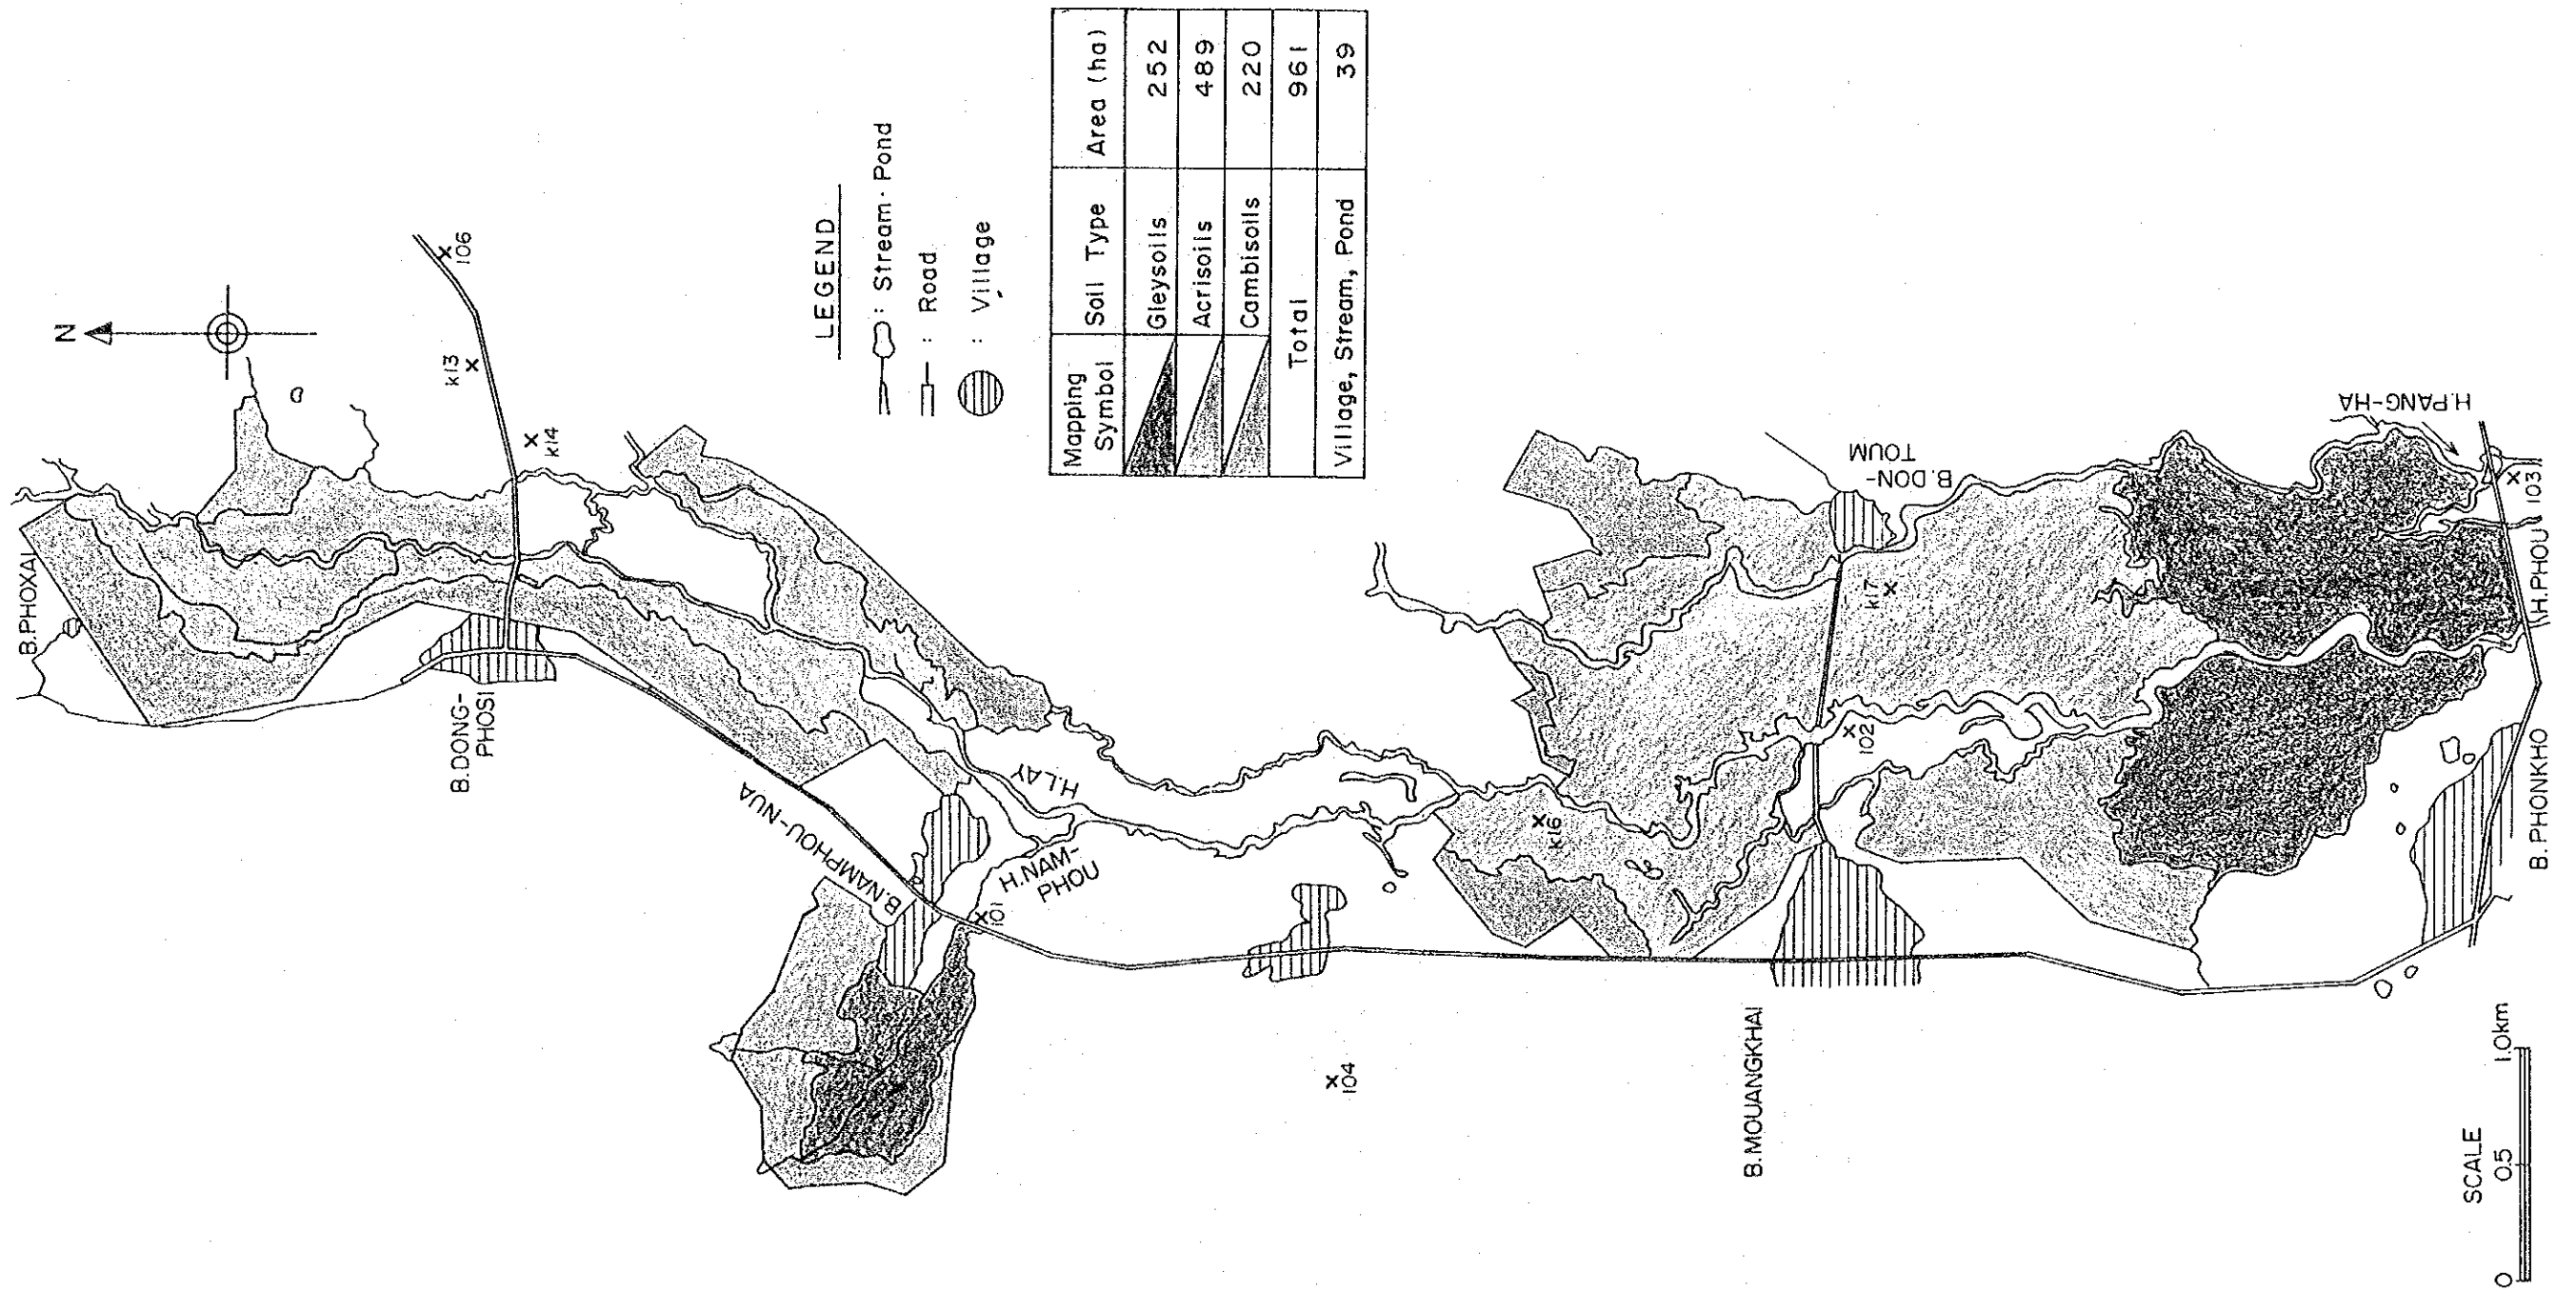 B.PHOXAI
N
106
k13
k14
B.DONG-
PHOSI
LEGEND
: Stream · Pond
: Road
: Village
Mapping Symbol Soil Type Area (ha)
Gleysoils 252
Acrisoils 489
Cambisoils 220
Total 961
Village, Stream, Pond 39
B.NAMPHOU-NUA
H.LAY
H.NAM-
PHOU
101
104
k16
B.DON-
TOUM
k17
102
B.MOUANGKHAI
H.PANG-HA
103
H.PHOU
B.PHONKHO
SCALE
0 0.5 1.0km